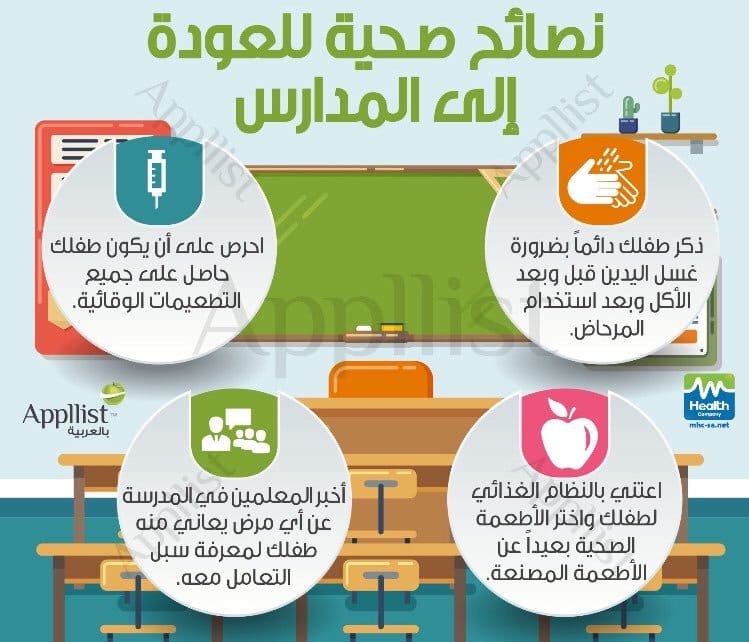 نصائح صحية للعودة
إلى المدارس
ذكر طفلك دائماً بضرورة
غسل اليدين قبل وبعد
الأكل وبعد استخدام
المرحاض.
احرص على أن يكون طفلك
حاصل على جميع
التطعيمات الوقائية.
Appllist™
بالعربية
Health
Company
mhc-sa.net
اعتني بالنظام الغذائي
لطفلك واختر الأطعمة
الصحية بعيداً عن
الأطعمة المصنعة.
أخبر المعلمين في المدرسة
عن أي مرض يعاني منه
طفلك لمعرفة سبل
التعامل معه.
Appllist
Appllist
Appllist
Appllist
Appllist